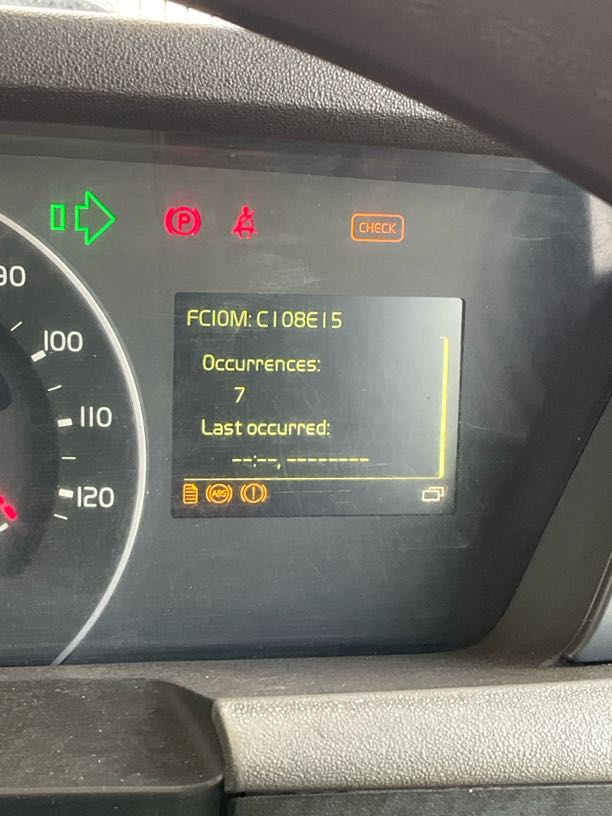 P
CHECK
90
100
110
120
FCIOM: C108E15
Occurrences:
7
Last occurred:
--:--, --------
ABS